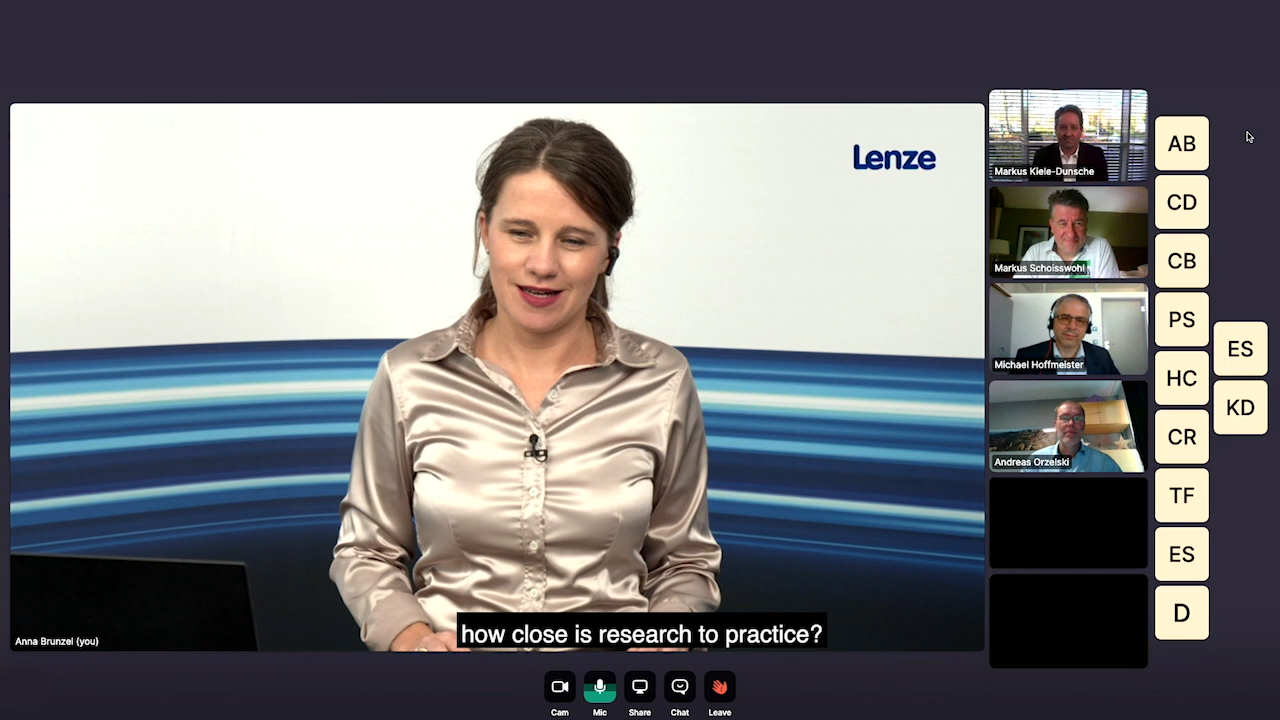 Lenze
Anna Brunzel (you)
how close is research to practice?
Markus Kiele-Dunsche
Markus Schoisswohl
Michael Hoffmeister
Andreas Orzelski
AB
CD
CB
PS
HC
CR
TF
ES
D
ES
KD
Cam
Mic
Share
Chat
Leave